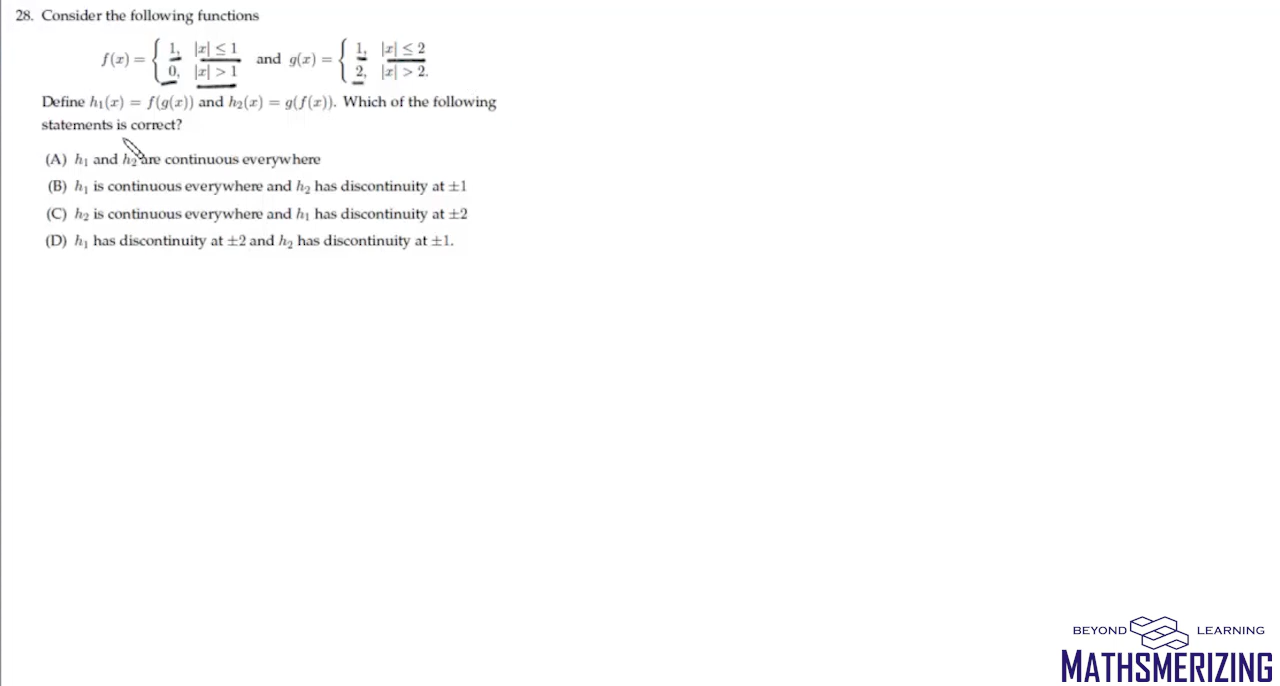 28. Consider the following functions
f(x) = { 1, |x| ≤ 1 and g(x) = { 1, |x| ≤ 2
0, |x| > 1 2, |x| > 2.
Define h₁(x) = f(g(x)) and h₂(x) = g(f(x)). Which of the following
statements is correct?
(A) h₁ and h₂ are continuous everywhere
(B) h₁ is continuous everywhere and h₂ has discontinuity at ±1
(C) h₂ is continuous everywhere and h₁ has discontinuity at ±2
(D) h₁ has discontinuity at ±2 and h₂ has discontinuity at ±1.
BEYOND LEARNING
MATHSMERIZING